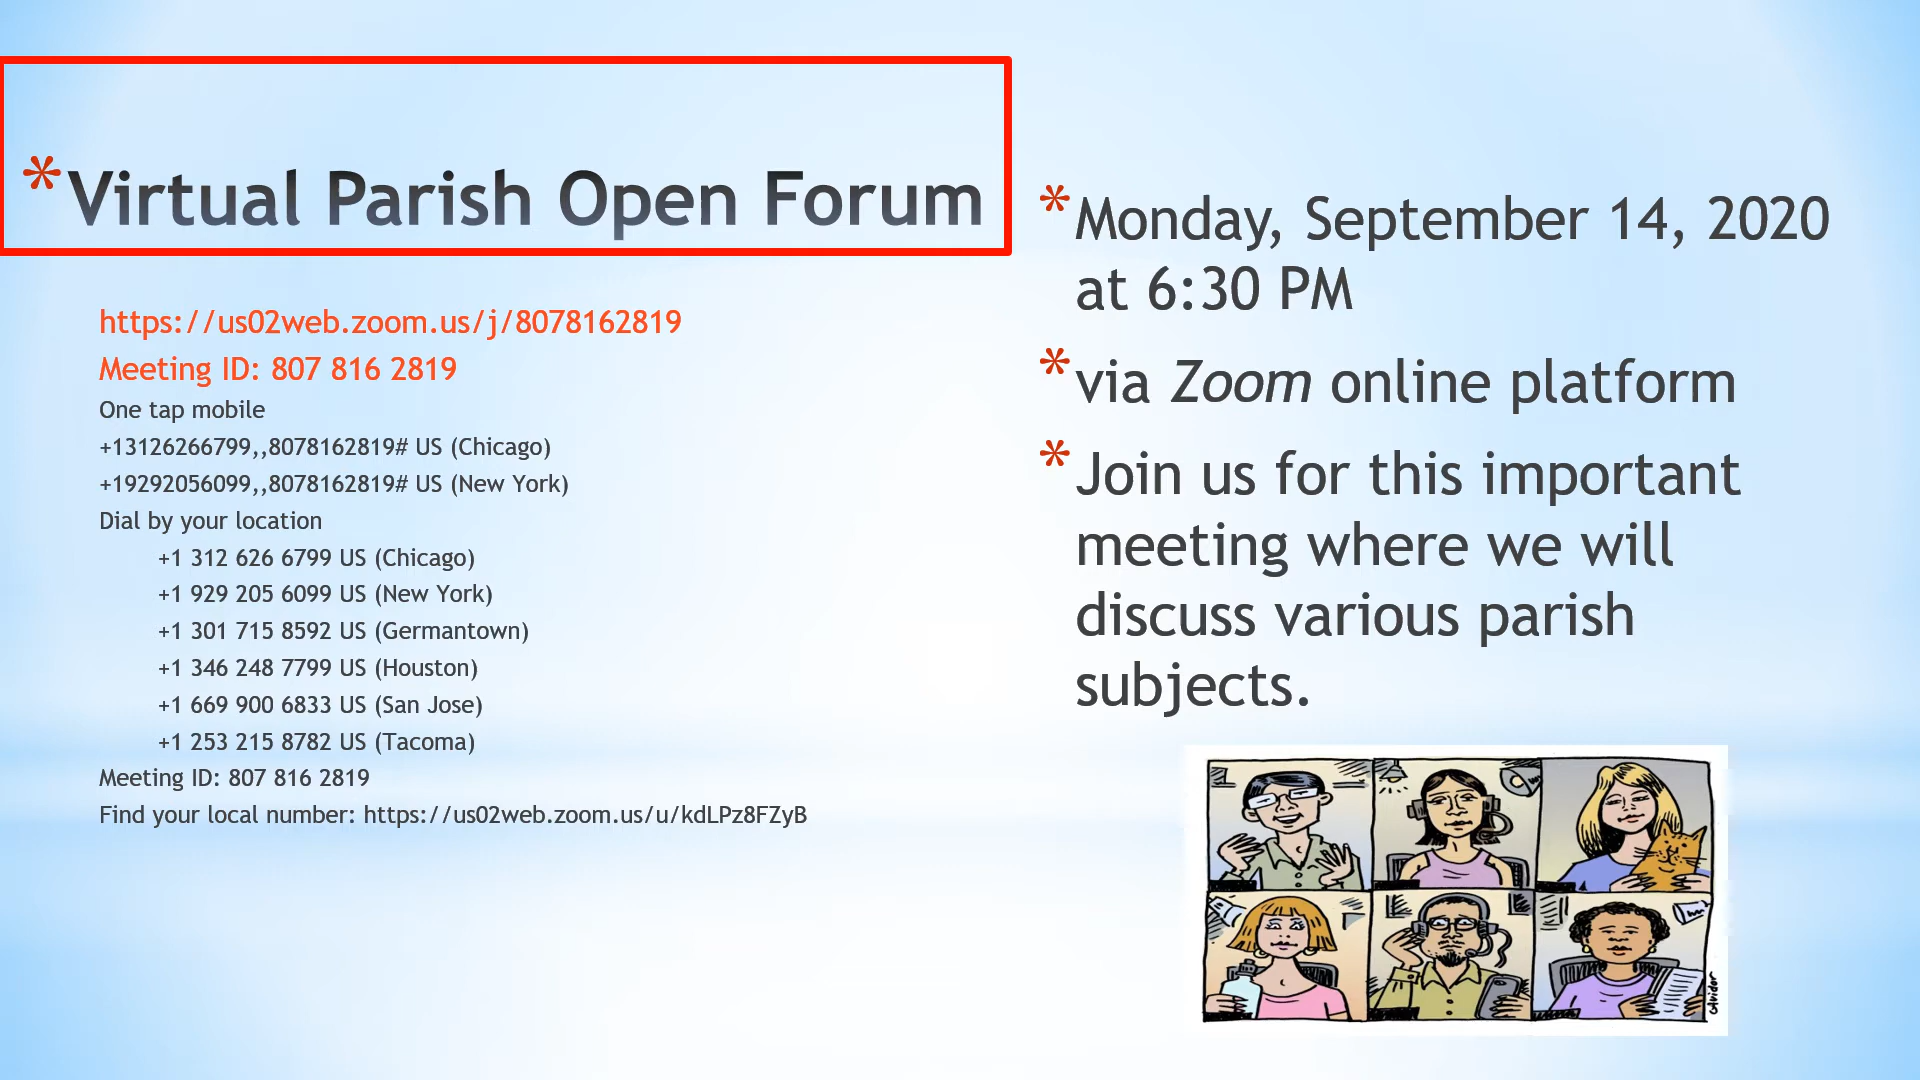 * Virtual Parish Open Forum
https://us02web.zoom.us/j/8078162819
Meeting ID: 807 816 2819
One tap mobile
+13126266799,,8078162819# US (Chicago)
+19292056099,,8078162819# US (New York)
Dial by your location
+1 312 626 6799 US (Chicago)
+1 929 205 6099 US (New York)
+1 301 715 8592 US (Germantown)
+1 346 248 7799 US (Houston)
+1 669 900 6833 US (San Jose)
+1 253 215 8782 US (Tacoma)
Meeting ID: 807 816 2819
Find your local number: https://us02web.zoom.us/u/kdLPz8FZyB
* Monday, September 14, 2020
at 6:30 PM
* via Zoom online platform
* Join us for this important
meeting where we will
discuss various parish
subjects.